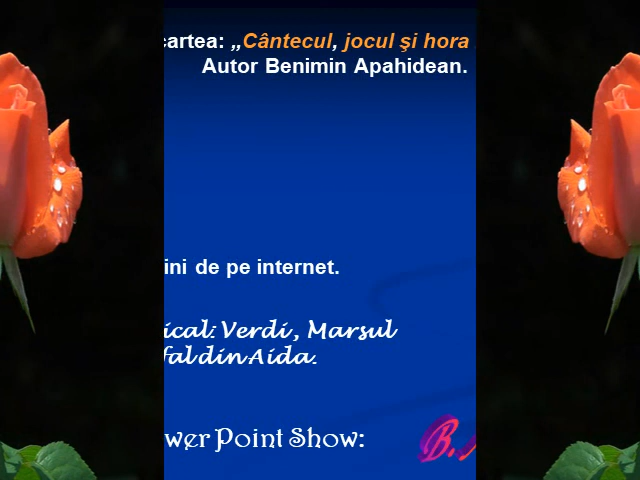 cartea: „Cântecul, jocul şi hora
Autor Benimin Apahidean.
ini de pe internet.
ical: Verdi, Marsul
fal din Aida.
wer Point Show:
B.